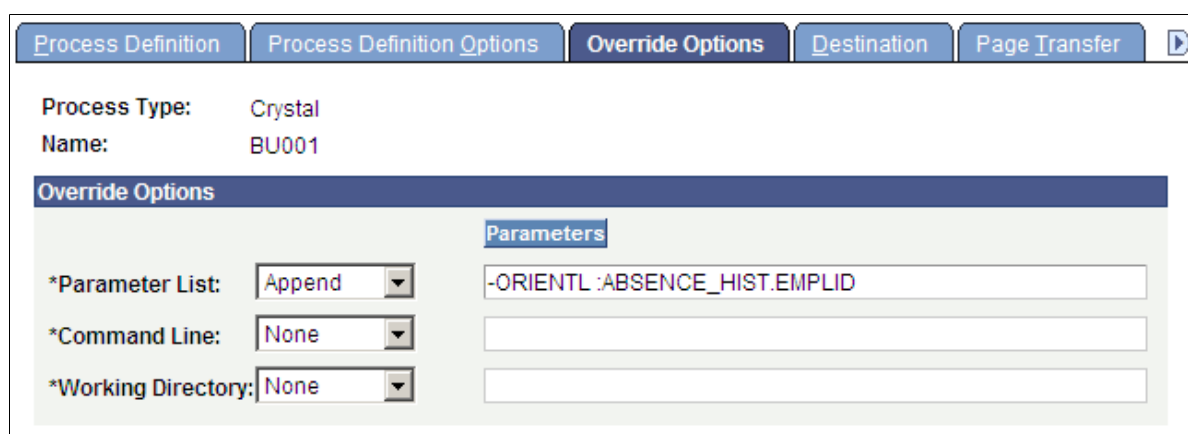 Process Definition Process Definition Options Override Options Destination Page Transfer
Process Type: Crystal
Name: BU001
Override Options
Parameters
*Parameter List: Append -ORIENTL :ABSENCE_HIST.EMPLID
*Command Line: None
*Working Directory: None